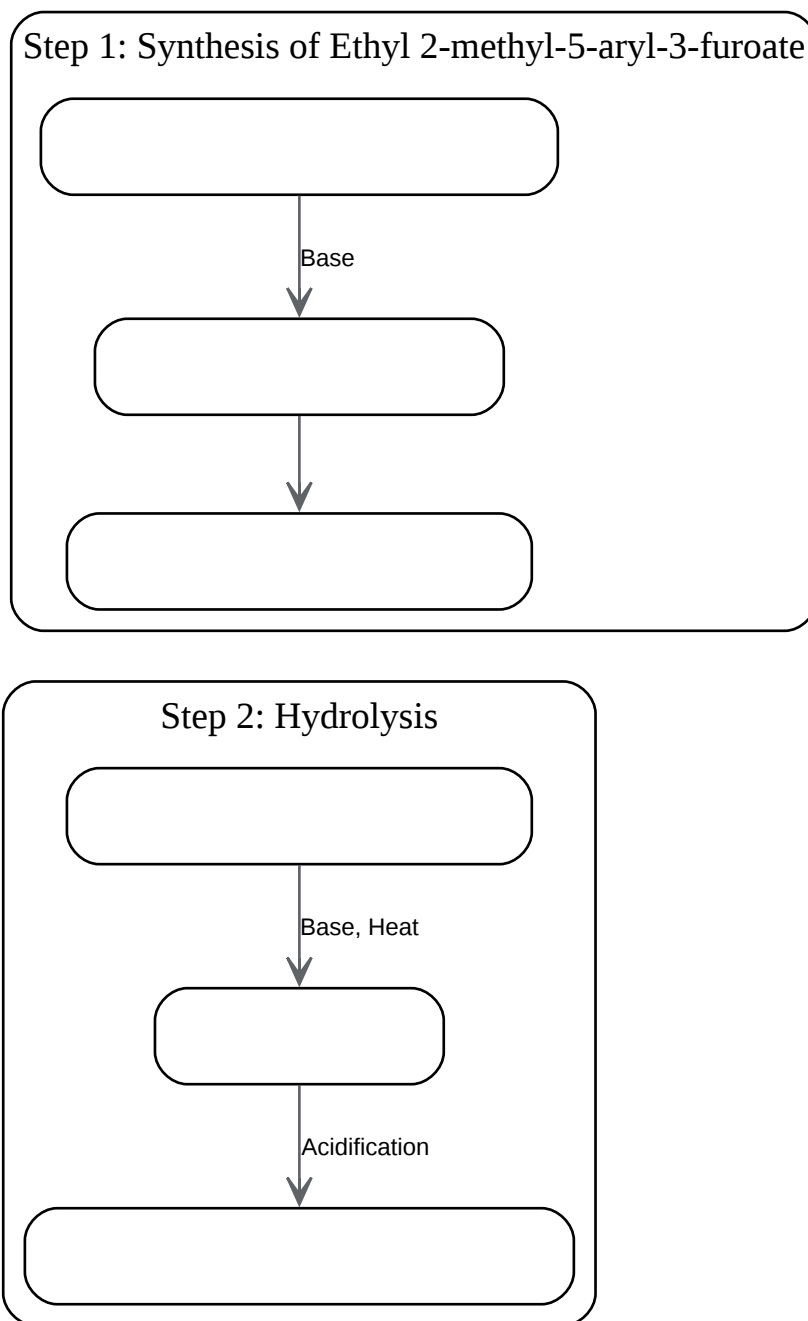 Step 1: Synthesis of Ethyl 2-methyl-5-aryl-3-furoate
Base
Step 2: Hydrolysis
Base, Heat
Acidification